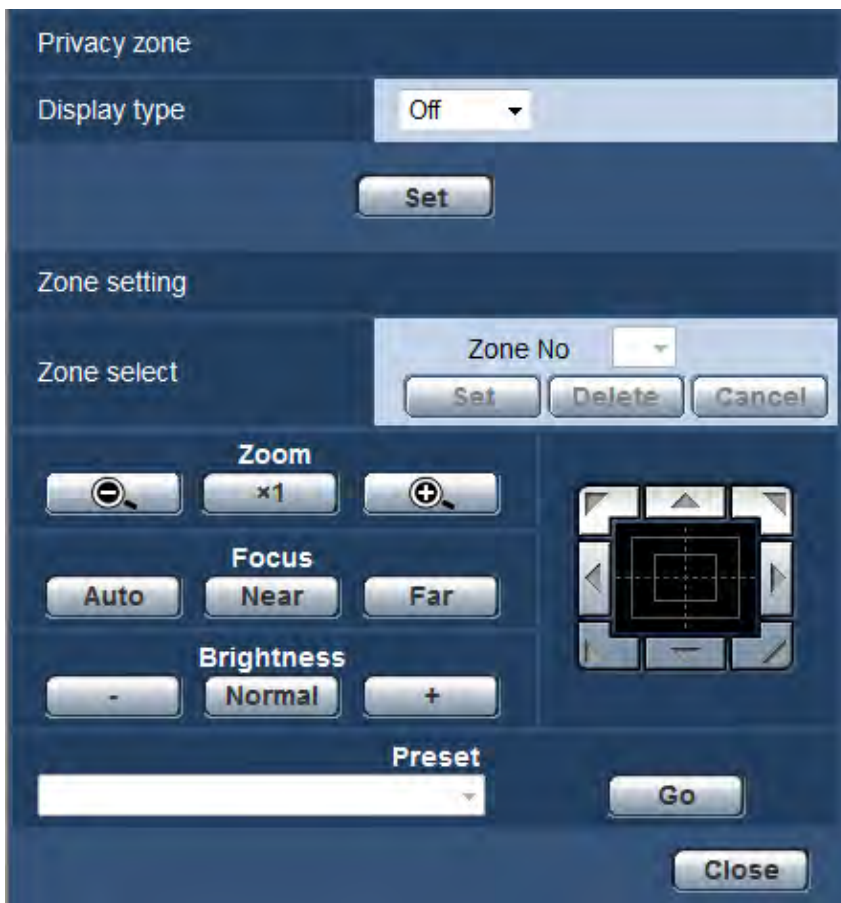 Privacy zone
Display type Off
Set
Zone setting
Zone select
Zone No
Set Delete Cancel
Zoom
×1
Focus
Auto Near Far
Brightness
- Normal +
Preset
Go
Close